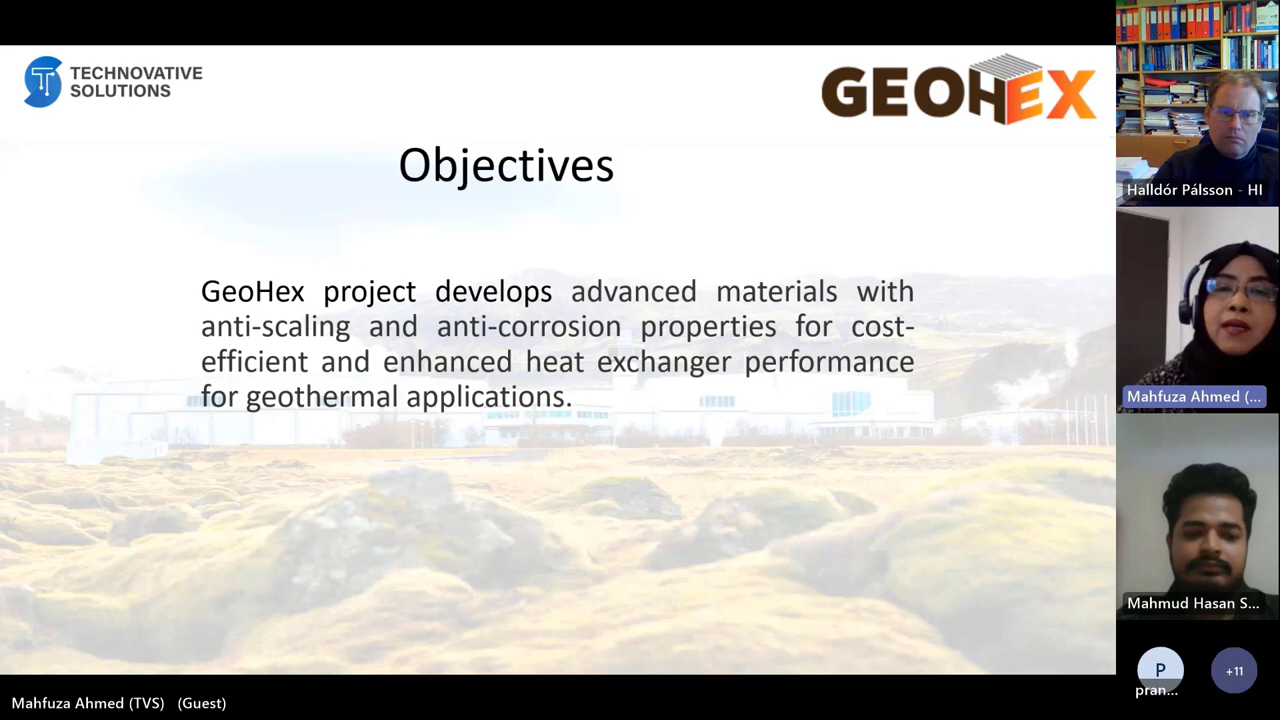 TECHNOVATIVE
SOLUTIONS
GEOHEX
Objectives
GeoHex project develops advanced materials with
anti-scaling and anti-corrosion properties for cost-
efficient and enhanced heat exchanger performance
for geothermal applications.
Halldór Pálsson - HI
Mahfuza Ahmed (...
Mahmud Hasan S...
P
+11
pran...
Mahfuza Ahmed (TVS) (Guest)